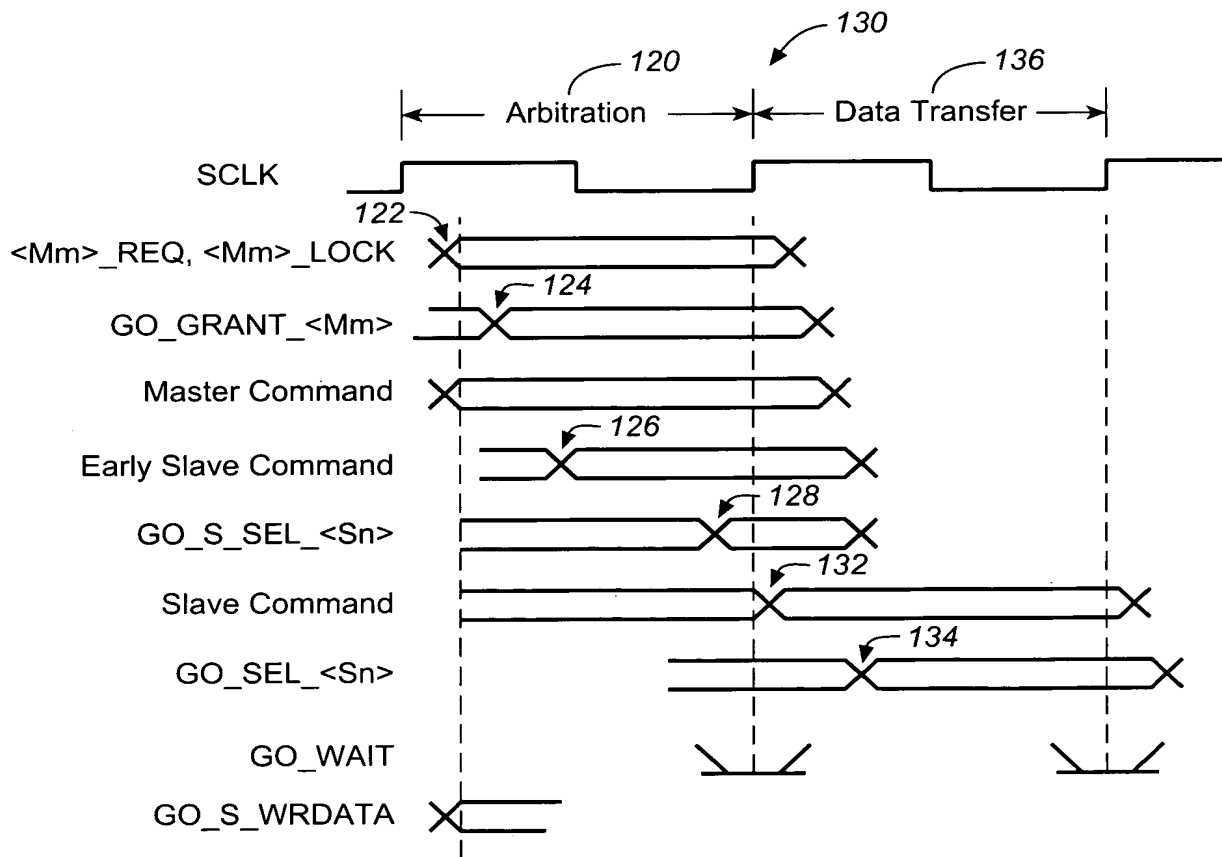 130
120
136
Arbitration
Data Transfer
SCLK
122
<Mm>_REQ, <Mm>_LOCK
124
GO_GRANT_<Mm>
Master Command
126
Early Slave Command
128
GO_S_SEL_<Sn>
132
Slave Command
134
GO_SEL_<Sn>
GO_WAIT
GO_S_WRDATA